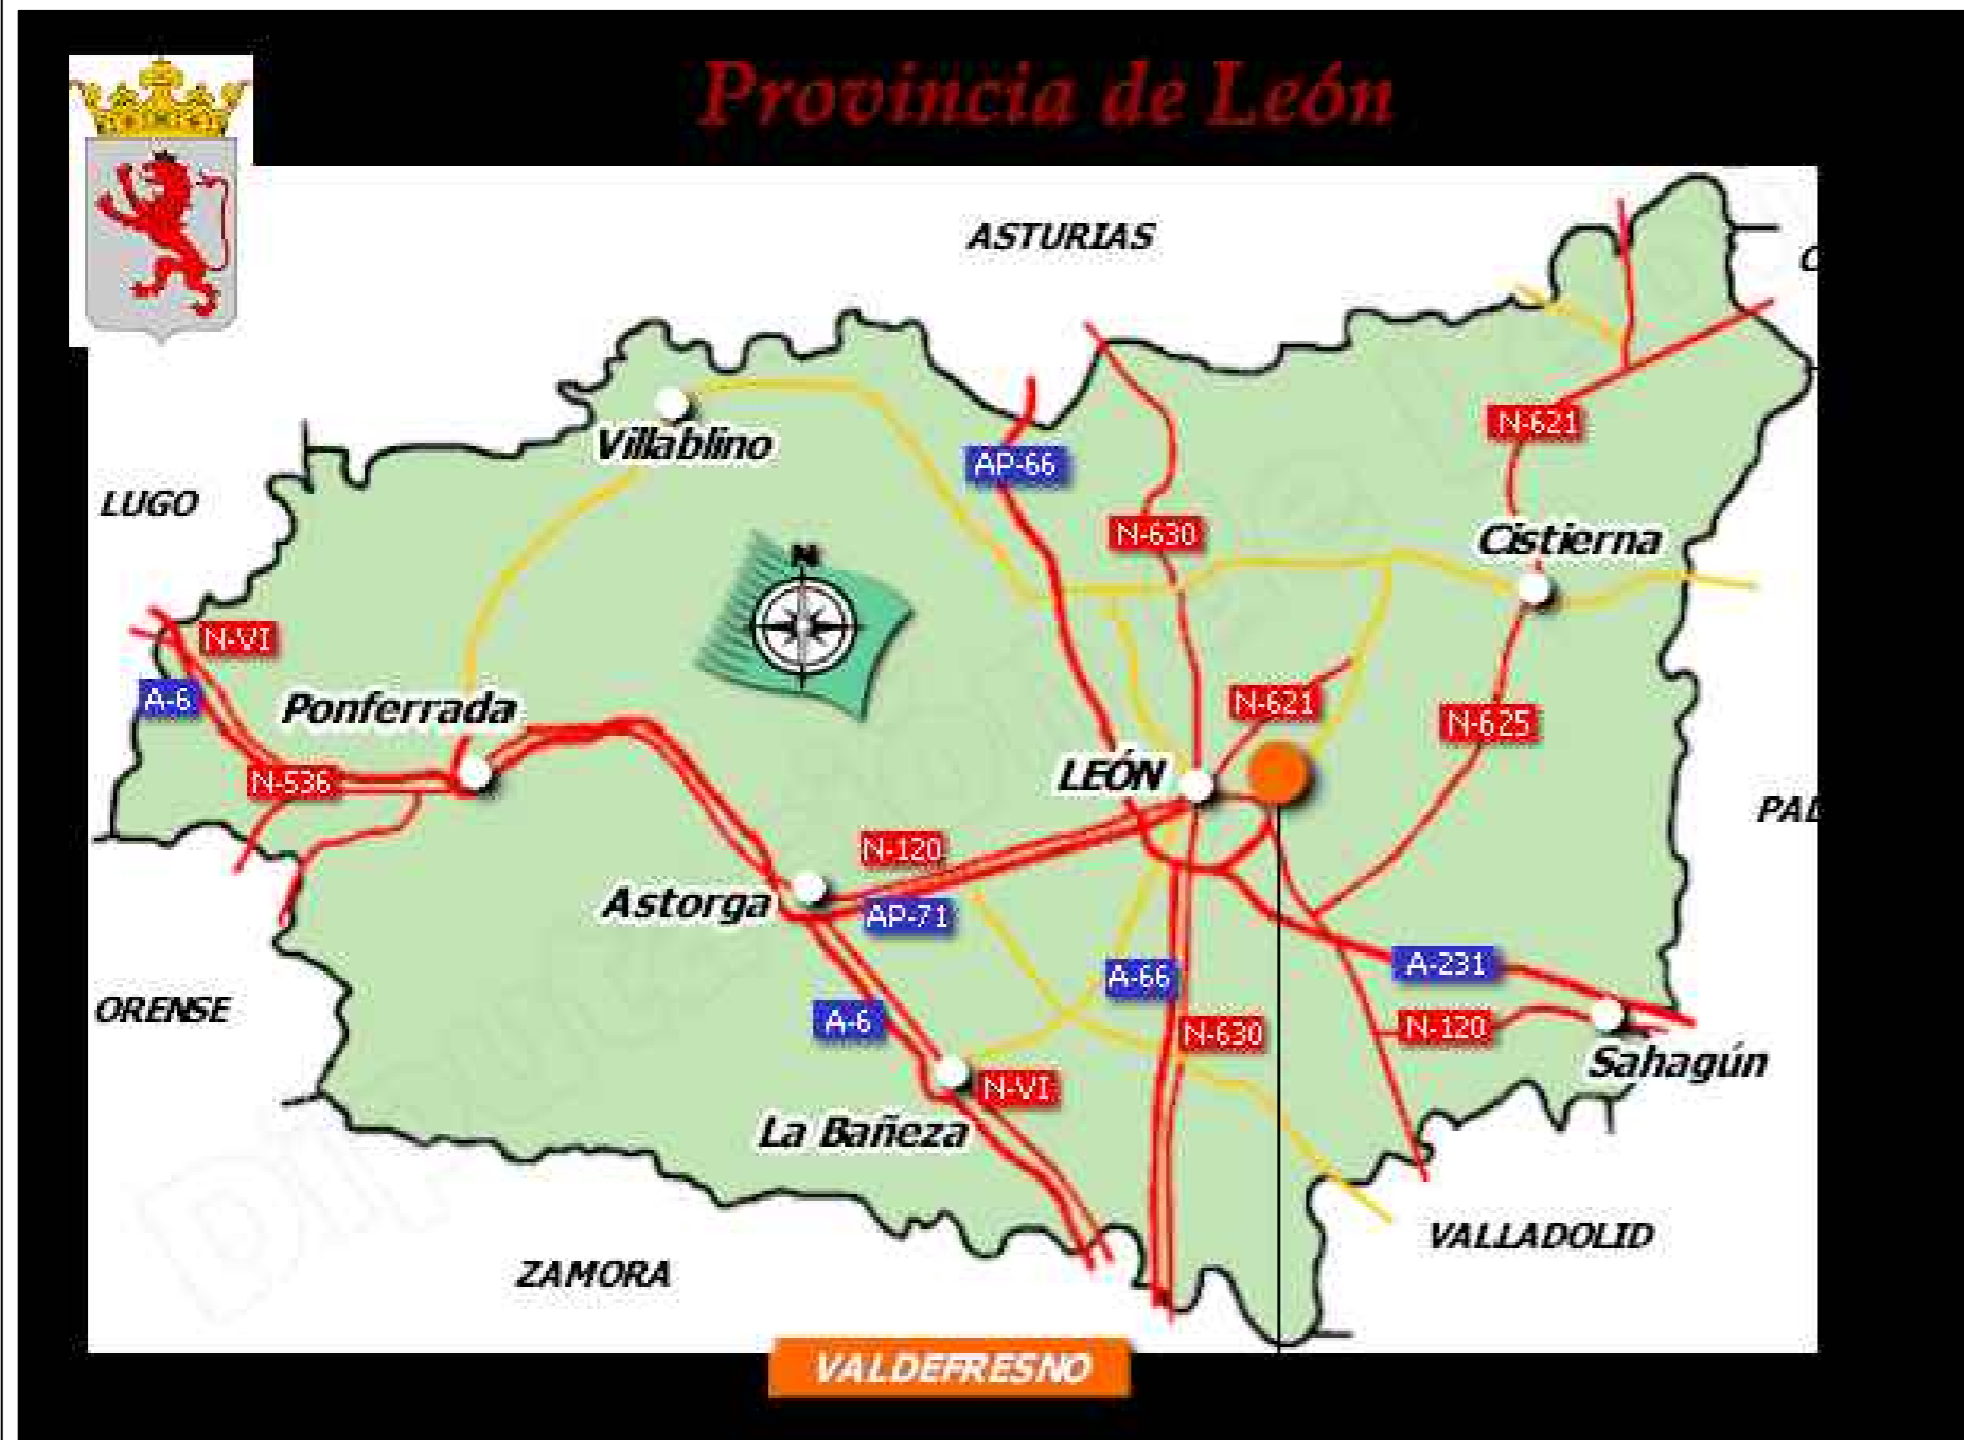 Provincia de León
ASTURIAS
C
Villablino
AP-66
N-621
LUGO
N-630
Cistierna
N
N-VI
A-6
Ponferrada
N-621
N-625
N-536
LEÓN
PAL
N-120
Astorga
AP-71
A-66
A-231
ORENSE
A-6
N-630
N-120
Sahagún
N-VI
La Bañeza
VALLADOLID
ZAMORA
VALDEFRESNO